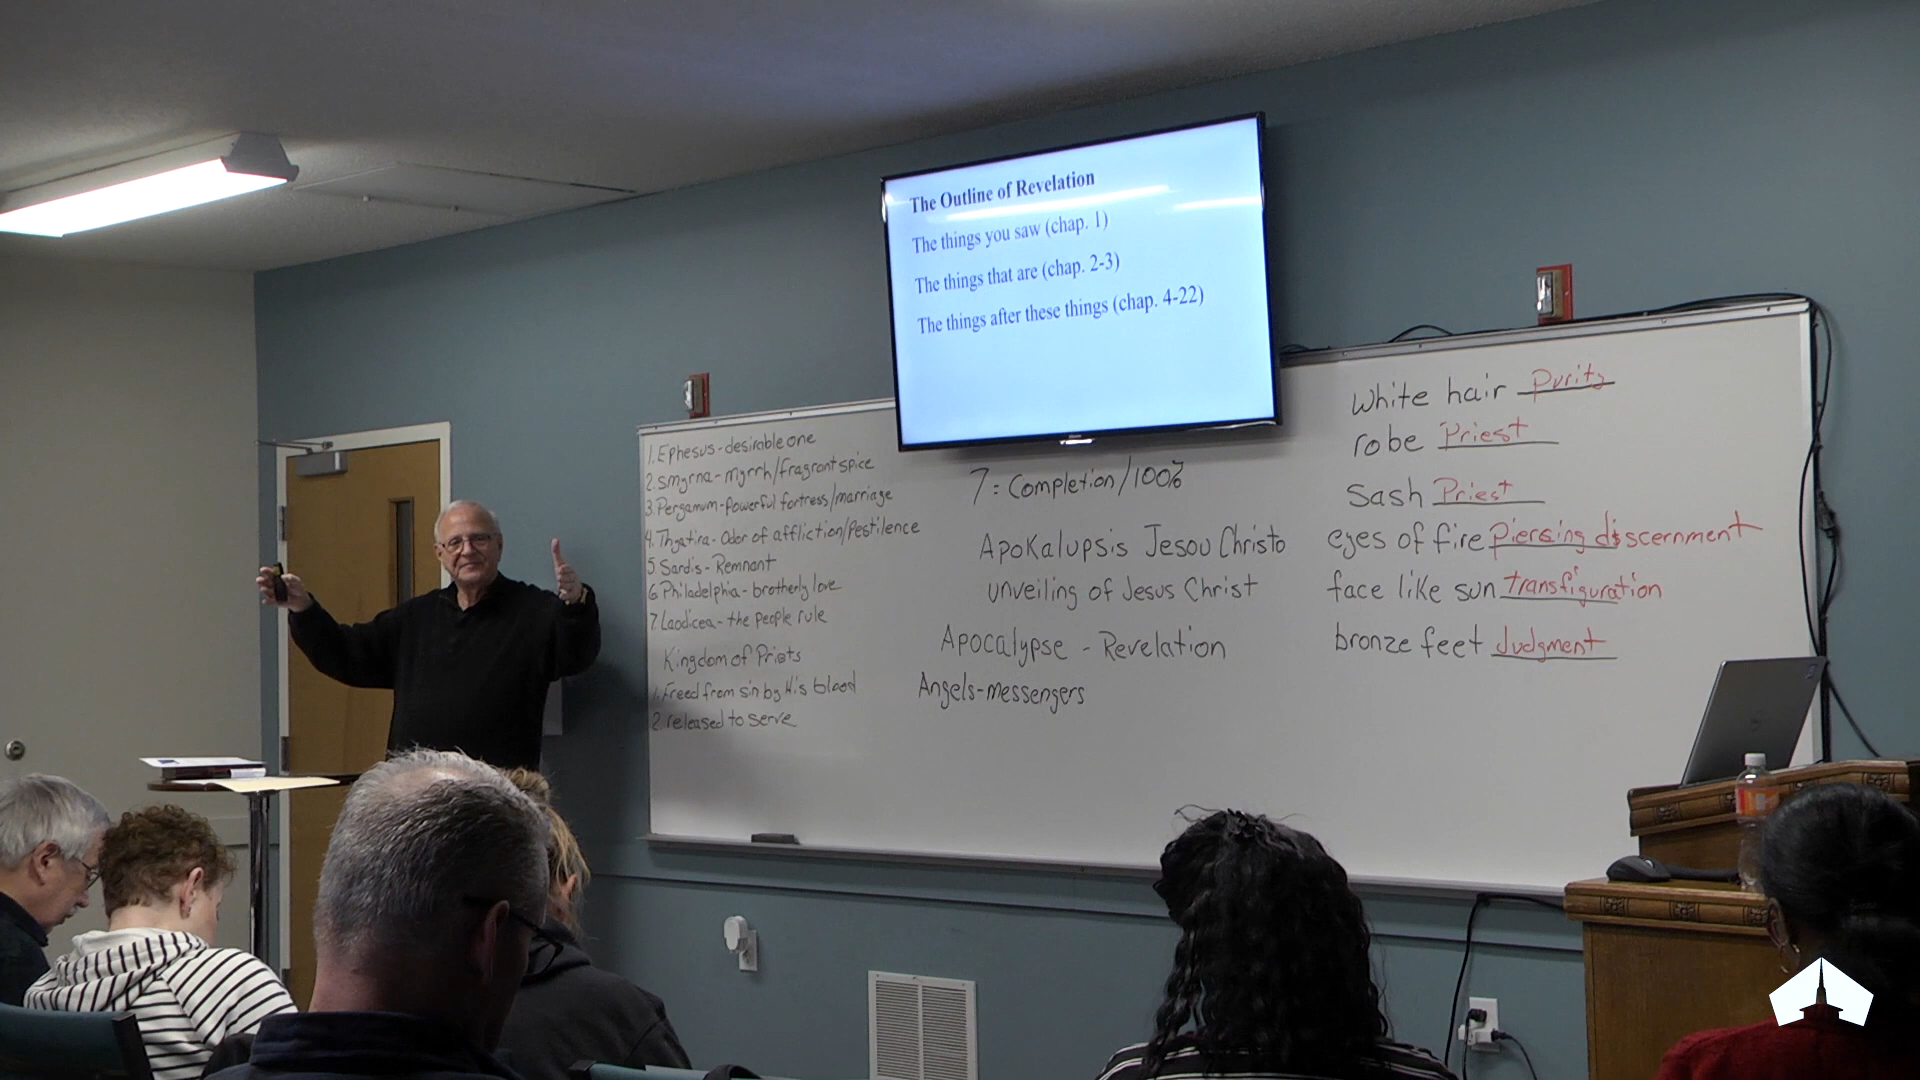 The Outline of Revelation
The things you saw (chap. 1)
The things that are (chap. 2-3)
The things after these things (chap. 4-22)
1. Ephesus - desirable one
2. Smyrna - myrrh/fragrant spice
3. Pergamum - powerful fortress/marriage
4. Thyatira - Odor of affliction/Pestilence
5 Sardis - Remnant
6 Philadelphia - brotherly love
7. Laodicea - the people rule
Kingdom of Priets
1. Freed from sin by His blood
2. released to serve
7 = Completion/100%
Apokalupsis Jesou Christo
unveiling of Jesus Christ
Apocalypse - Revelation
Angels - messengers
White hair Purity
robe Priest
Sash Priest
eyes of fire piercing discernment
face like sun transfiguration
bronze feet Judgment